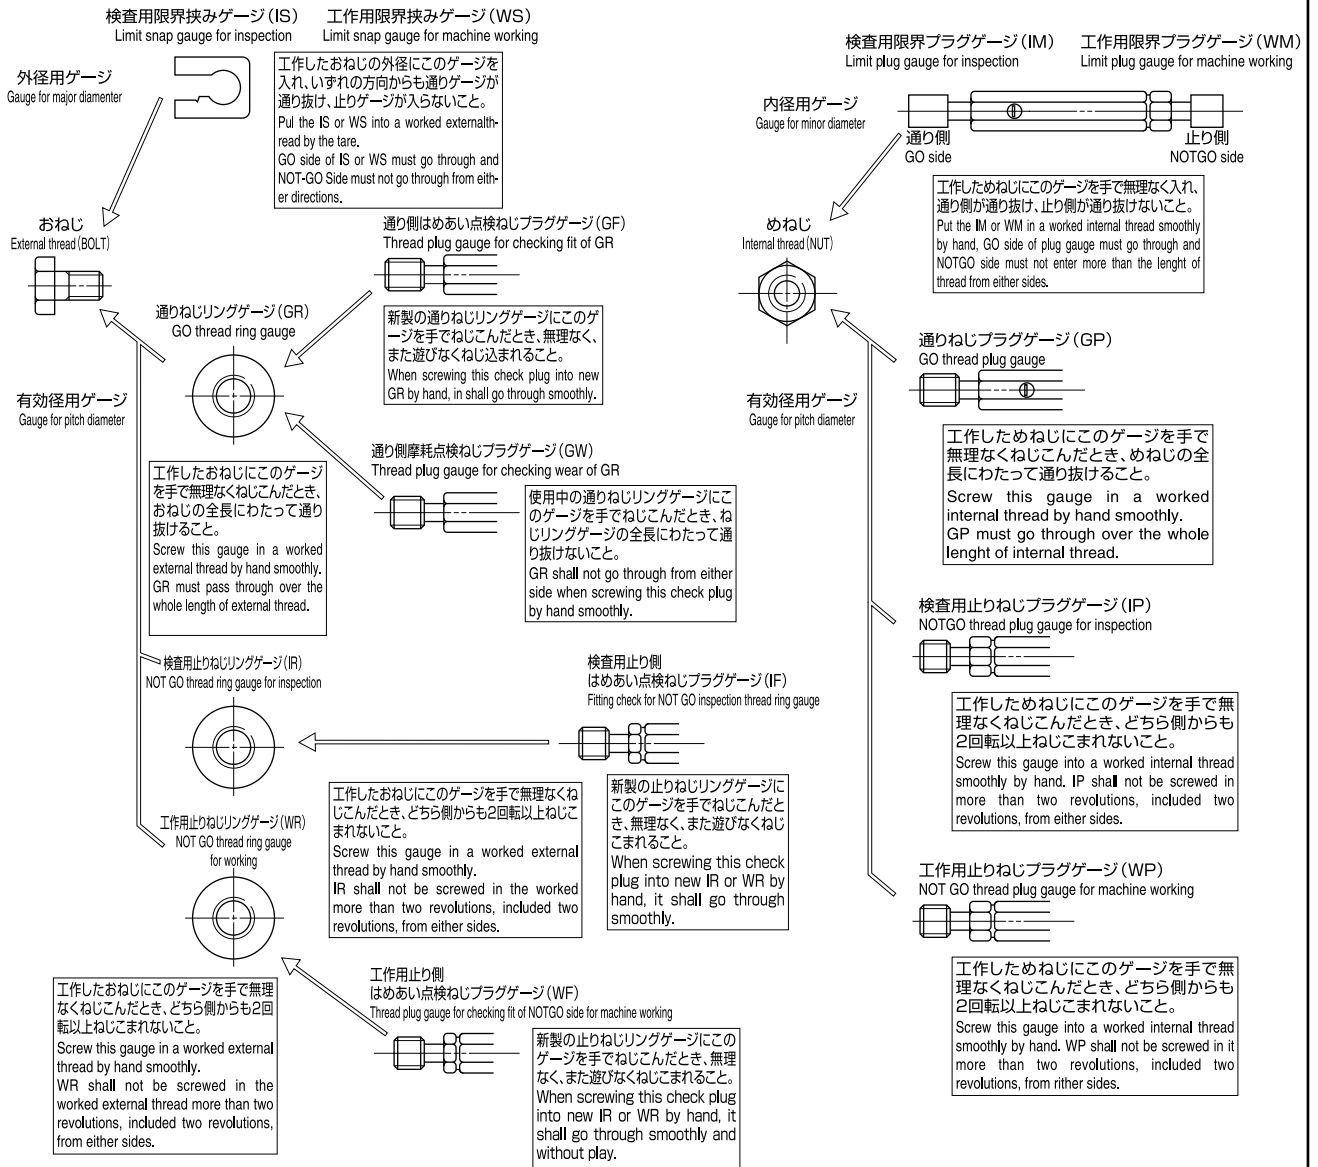 検査用限界挟みゲージ(IS)
Limit snap gauge for inspection
工作用限界挟みゲージ(WS)
Limit snap gauge for machine working
外径用ゲージ
Gauge for major diamenter
工作したおねじの外径にこのゲージを
入れ、いずれの方向からも通りゲージが
通り抜け、止りゲージが入らないこと。
Pul the IS or WS into a worked externalth-
read by the tare.
GO side of IS or WS must go through and
NOT-GO Side must not go through from eith-
er directions.
おねじ
External thread(BOLT)
通り側はめあい点検ねじプラグゲージ(GF)
Thread plug gauge for checking fit of GR
新製の通りねじリングゲージにこのゲ
ージを手でねじこんだとき、無理なく、
また遊びなくねじ込まれること。
When screwing this check plug into new
GR by hand, in shall go through smoothly.
通りねじリングゲージ(GR)
GO thread ring gauge
有効径用ゲージ
Gauge for pitch diameter
通り側摩耗点検ねじプラグゲージ(GW)
Thread plug gauge for checking wear of GR
工作したおねじにこのゲージ
を手で無理なくねじこんだとき、
おねじの全長にわたって通り
抜けること。
Screw this gauge in a worked
external thread by hand smoothly.
GR must pass through over the
whole length of external thread.
使用中の通りねじリングゲージにこ
のゲージを手でねじこんだとき、ね
じリングゲージの全長にわたって通
り抜けないこと。
GR shall not go through from either
side when screwing this check plug
by hand smoothly.
検査用止りねじリングゲージ(IR)
NOT GO thread ring gauge for inspection
検査用止り側
はめあい点検ねじプラグゲージ(IF)
Fitting check for NOT GO inspection thread ring gauge
工作したおねじにこのゲージを手で無理なくね
じこんだとき、どちら側からも2回転以上ねじこ
まれないこと。
Screw this gauge in a worked external
thread by hand smoothly.
IR shall not be screwed in the worked
more than two revolutions, included two
revolutions, from either sides.
新製の止りねじリングゲージに
このゲージを手でねじこんだと
き、無理なく、また遊びなくねじ
こまれること。
When screwing this check
plug into new IR or WR by
hand, it shall go through
smoothly.
工作用止りねじリングゲージ(WR)
NOT GO thread ring gauge
for working
工作したおねじにこのゲージを手で無理
なくねじこんだとき、どちら側からも2回
転以上ねじこまれないこと。
Screw this gauge in a worked external
thread by hand smoothly.
WR shall not be screwed in the
worked external thread more than two
revolutions, included two revolutions,
from either sides.
工作用止り側
はめあい点検ねじプラグゲージ(WF)
Thread plug gauge for checking fit of NOTGO side for machine working
新製の止りねじリングゲージにこの
ゲージを手でねじこんだとき、無理
なく、また遊びなくねじこまれること。
When screwing this check plug
into new IR or WR by hand, it
shall go through smoothly and
without play.
検査用限界プラグゲージ(IM)
Limit plug gauge for inspection
工作用限界プラグゲージ(WM)
Limit plug gauge for machine working
内径用ゲージ
Gauge for minor diameter
通り側
GO side
止り側
NOTGO side
工作しためねじにこのゲージを手で無理なく入れ、
通り側が通り抜け、止り側が通り抜けないこと。
Put the IM or WM in a worked internal thread smoothly
by hand, GO side of plug gauge must go through and
NOTGO side must not enter more than the lenght of
thread from either sides.
めねじ
Internal thread(NUT)
通りねじプラグゲージ(GP)
GO thread plug gauge
有効径用ゲージ
Gauge for pitch diameter
工作しためねじにこのゲージを手で
無理なくねじこんだとき、めねじの全
長にわたって通り抜けること。
Screw this gauge in a worked
internal thread by hand smoothly.
GP must go through over the whole
lenght of internal thread.
検査用止りねじプラグゲージ(IP)
NOTGO thread plug gauge for inspection
工作しためねじにこのゲージを手で無
理なくねじこんだとき、どちら側からも
2回転以上ねじこまれないこと。
Screw this gauge into a worked internal thread
smoothly by hand. IP shall not be screwed in
more than two revolutions, included two
revolutions, from either sides.
工作用止りねじプラグゲージ(WP)
NOT GO thread plug gauge for machine working
工作しためねじにこのゲージを手で無
理なくねじこんだとき、どちら側からも
2回転以上ねじこまれないこと。
Screw this gauge into a worked internal thread
smoothly by hand. WP shall not be screwed in it
more than two revolutions, included two
revolutions, from rither sides.